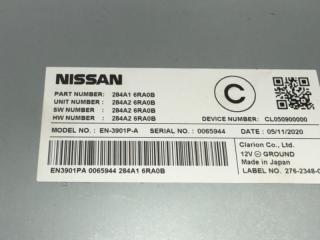 NISSAN
PART NUMBER: 284A1 6RA0B
UNIT NUMBER : 284A2 6RA0B
SW NUMBER : 284A2 6RA0B
HW NUMBER : 284A2 6RA0B
C
DEVICE NUMBER: CL050900000
MODEL NO. : EN-3901P-A SERIAL NO. : 0065944 DATE : 05/11/2020
Clarion Co., Ltd.
12V ⊖ GROUND
Made in Japan
EN3901PA 0065944 284A1 6RA0B
LABEL NO. 276-2348-0